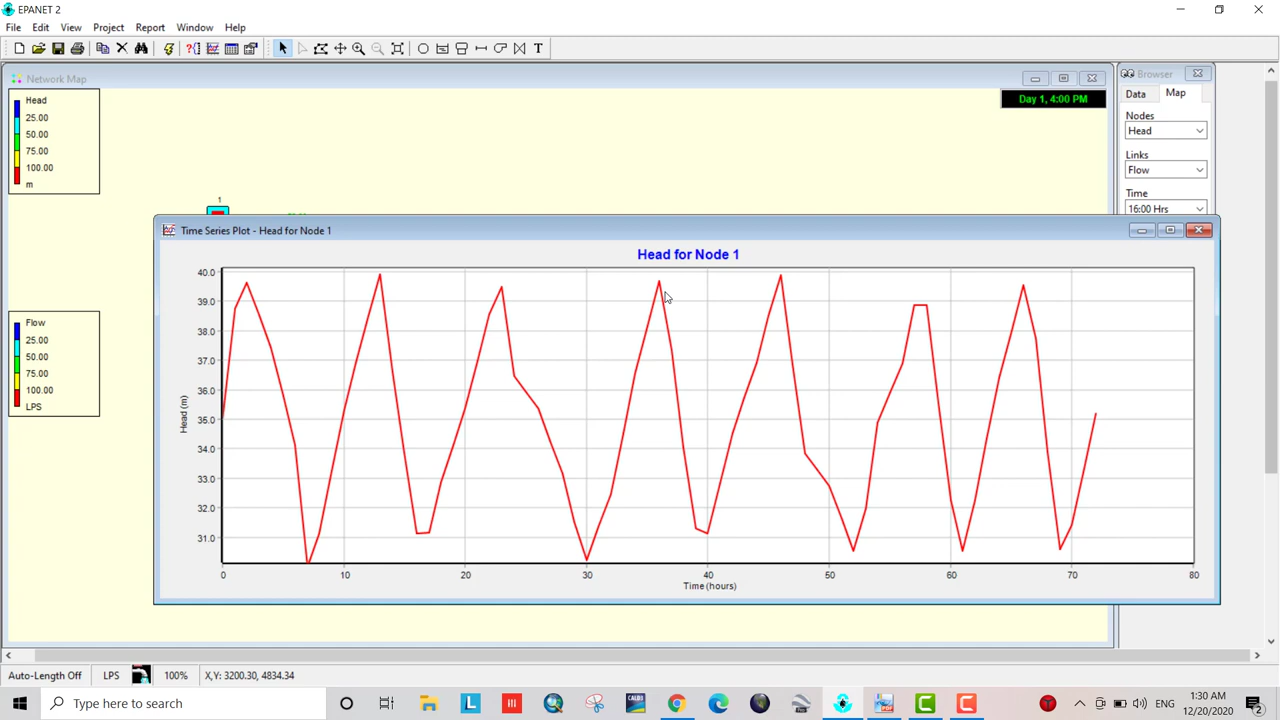 EPANET 2
File Edit View Project Report Window Help
T
Network Map
Browser
Day 1, 4:00 PM
Data Map
Head
25.00
50.00
75.00
100.00
m
Nodes
Head
Links
Flow
Time
16:00 Hrs
1
Time Series Plot - Head for Node 1
Head for Node 1
40.0
39.0
38.0
37.0
36.0
35.0
34.0
33.0
32.0
31.0
Head (m)
0 10 20 30 40 50 60 70 80
Time (hours)
Flow
25.00
50.00
75.00
100.00
LPS
Auto-Length Off LPS 100% X,Y: 3200.30, 4834.34
Type here to search
1:30 AM
12/20/2020
2